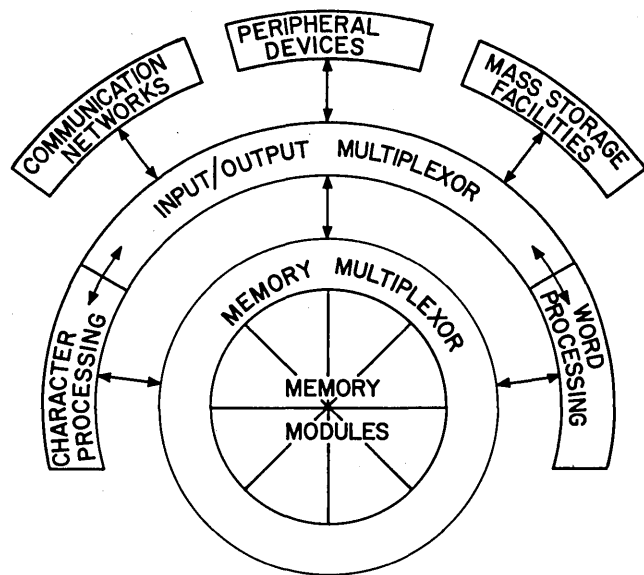 PERIPHERAL
DEVICES
COMMUNICATION
NETWORKS
MASS STORAGE
FACILITIES
INPUT/OUTPUT MULTIPLEXOR
MEMORY MULTIPLEXOR
CHARACTER
PROCESSING
WORD
PROCESSING
MEMORY
MODULES